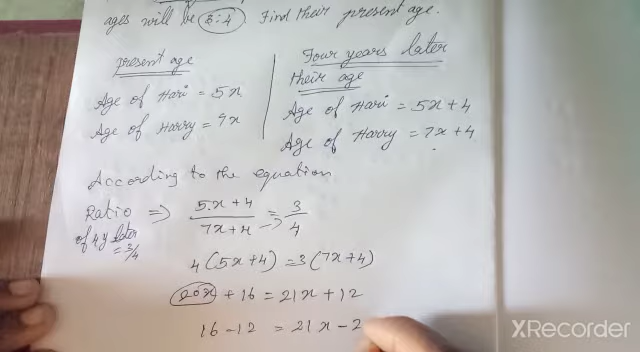 ages will be 3:4 Find their present age.
present age
Age of Hari = 5x
Age of Harry = 7x
Four years later
their age
Age of Hari = 5x+4
Age of Harry = 7x+4
According to the equation
Ratio => 5x+4 / 7x+4 = 3 / 4
of 4y later
= 3/4
4(5x+4) = 3(7x+4)
20x + 16 = 21x + 12
16 - 12 = 21x - 2
XRecorder